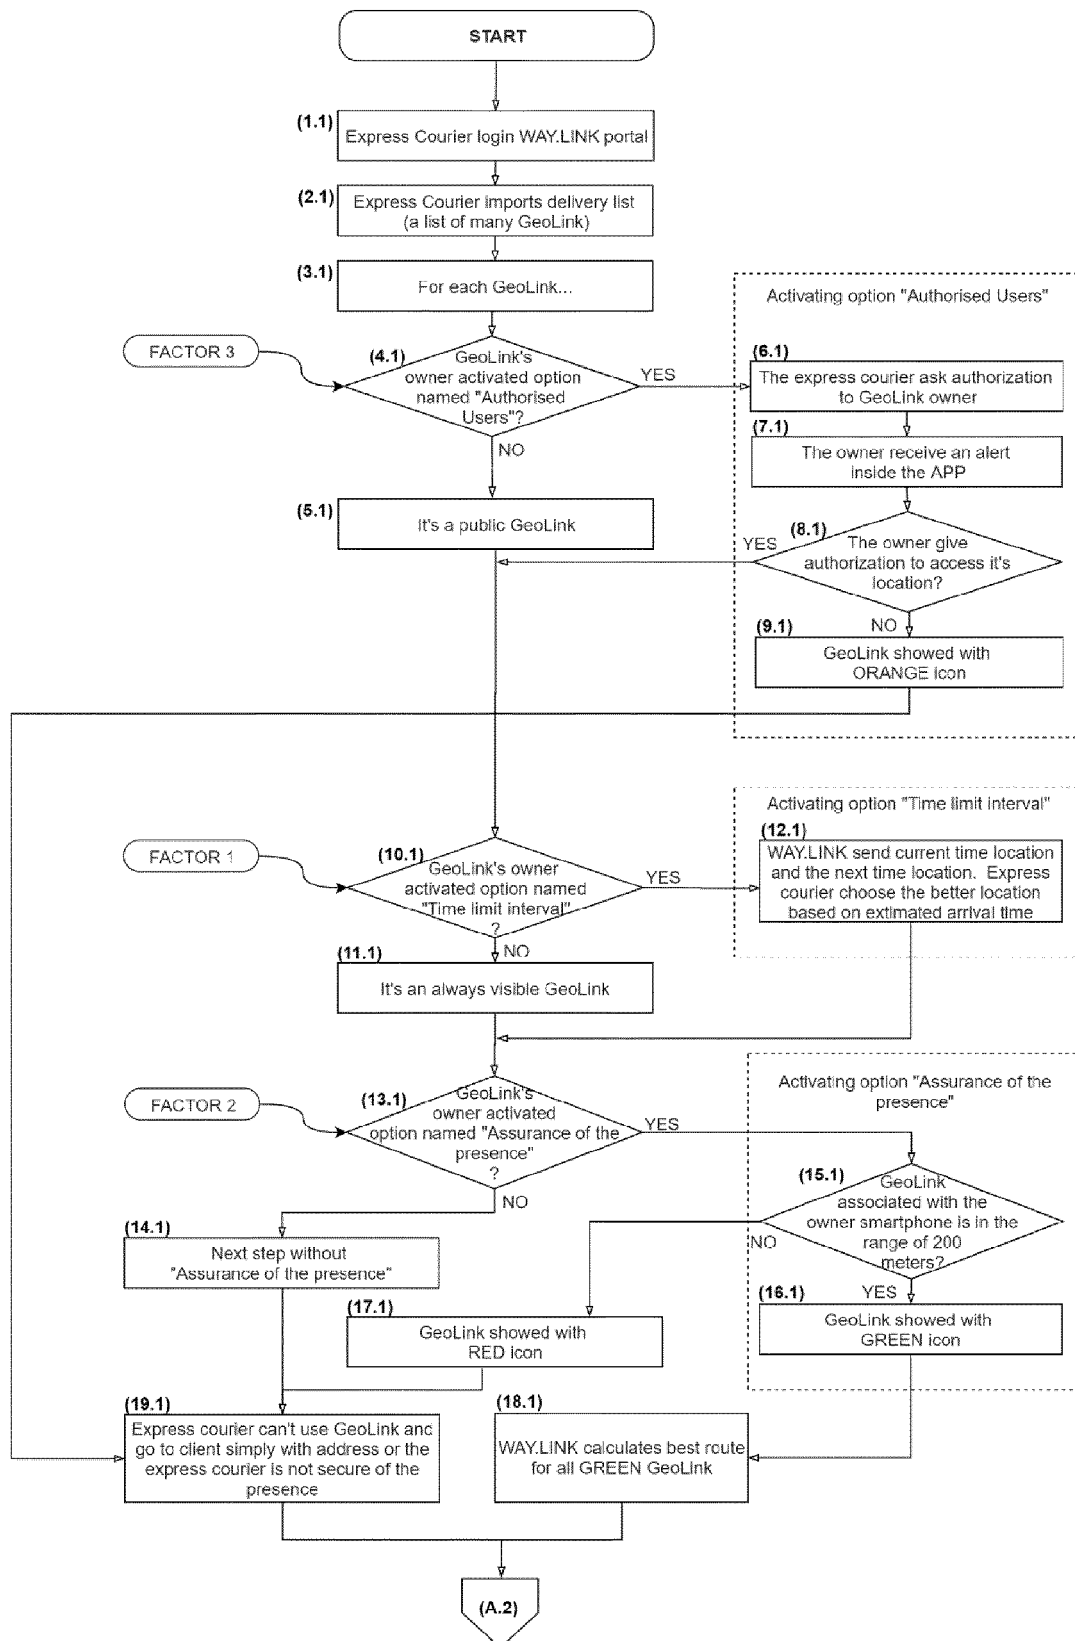 START
(1.1)
Express Courier login WAY.LINK portal
(2.1)
Express Courier imports delivery list
(a list of many GeoLink)
(3.1)
For each GeoLink...
FACTOR 3
(4.1)
GeoLink's
owner activated option
named "Authorised
Users"?
YES
NO
Activating option "Authorised Users"
(6.1)
The express courier ask authorization
to GeoLink owner
(7.1)
The owner receive an alert
inside the APP
(5.1)
It's a public GeoLink
(8.1)
YES
The owner give
authorization to access it's
location?
NO
(9.1)
GeoLink showed with
ORANGE icon
FACTOR 1
(10.1)
GeoLink's owner
activated option named
"Time limit interval"
?
YES
NO
Activating option "Time limit interval"
(12.1)
WAY.LINK send current time location
and the next time location. Express
courier choose the better location
based on extimated arrival time
(11.1)
It's an always visible GeoLink
FACTOR 2
(13.1)
GeoLink's
owner activated
option named "Assurance of the
presence"
?
YES
NO
Activating option "Assurance of the
presence"
(15.1)
GeoLink
associated with the
owner smartphone is in the
range of 200
meters?
NO
YES
(14.1)
Next step without
"Assurance of the presence"
(16.1)
GeoLink showed with
GREEN icon
(17.1)
GeoLink showed with
RED icon
(19.1)
Express courier can't use GeoLink and
go to client simply with address or the
express courier is not secure of the
presence
(18.1)
WAY.LINK calculates best route
for all GREEN GeoLink
(A.2)